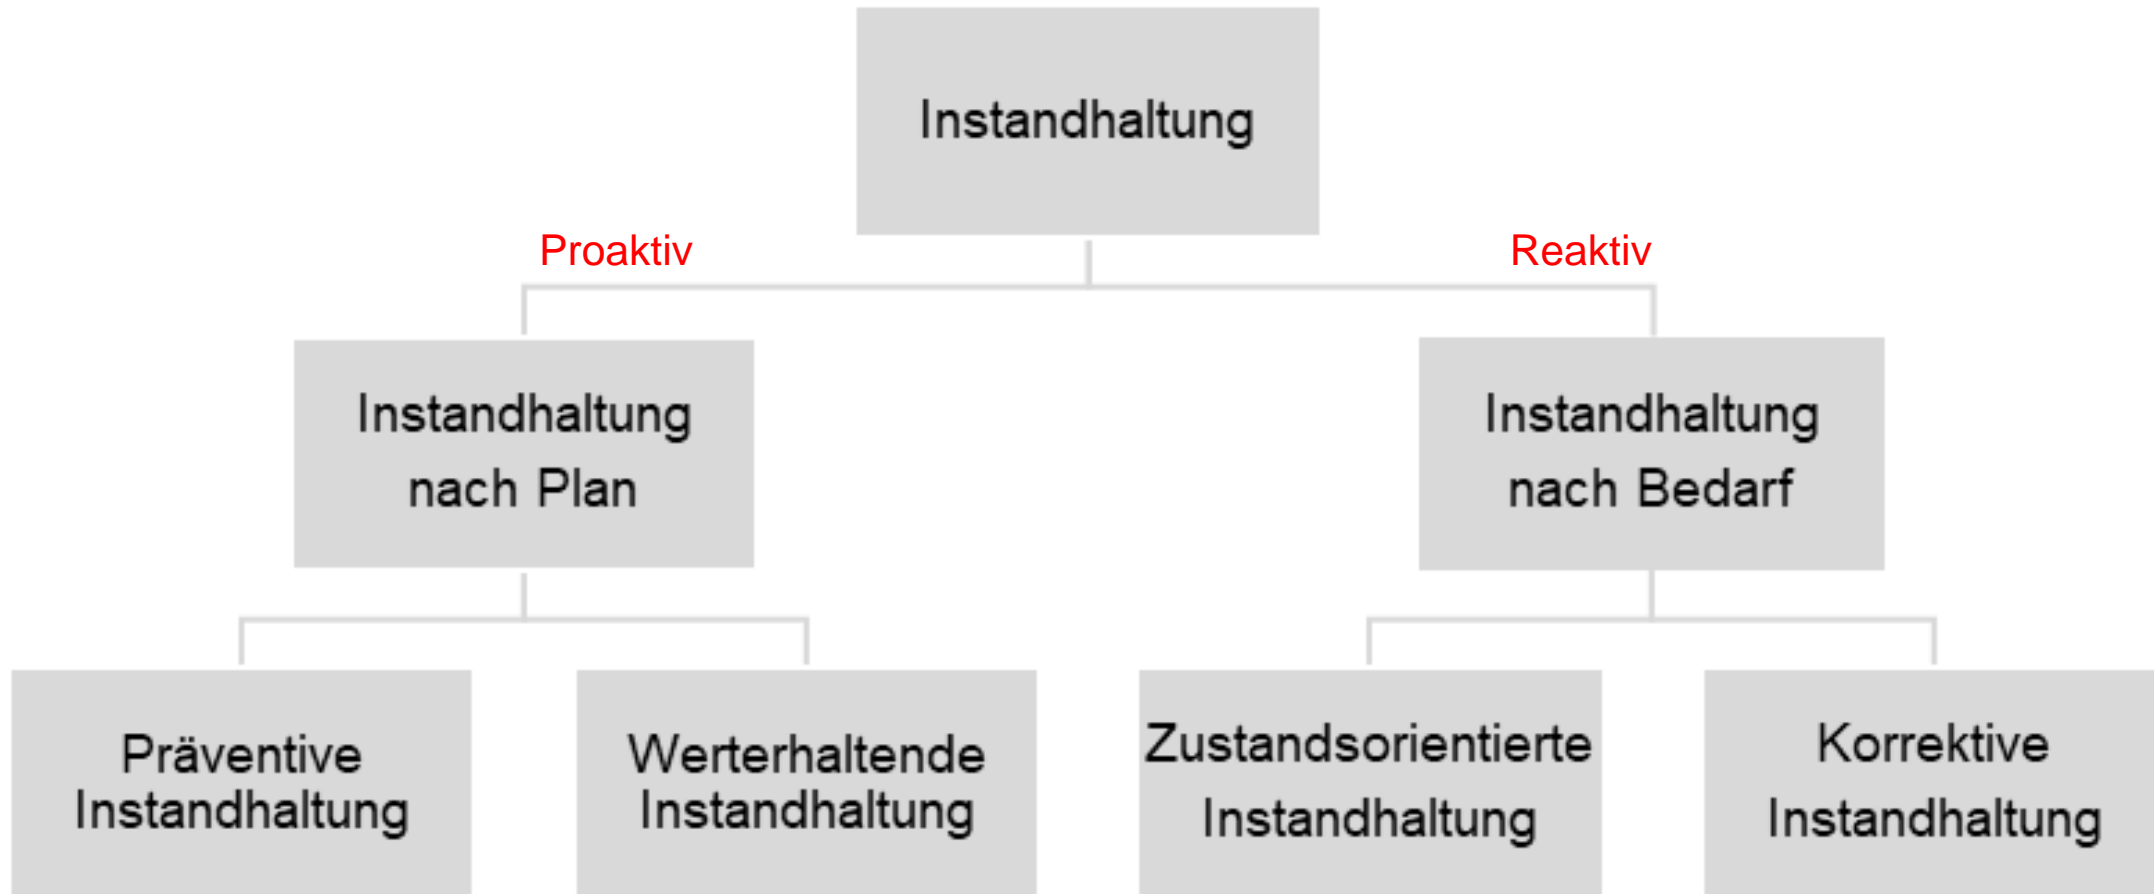 Instandhaltung
Proaktiv
Reaktiv
Instandhaltung
nach Plan
Instandhaltung
nach Bedarf
Präventive
Instandhaltung
Werterhaltende
Instandhaltung
Zustandsorientierte
Instandhaltung
Korrektive
Instandhaltung